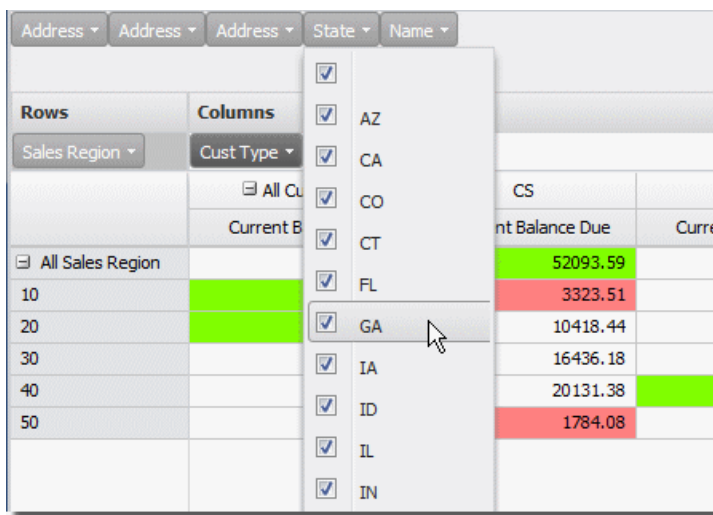 Address Address Address State Name
AZ
Rows Columns
CA
Sales Region Cust Type
CO
All Cu CS
CT
Current B nt Balance Due Curre
All Sales Region 52093.59
FL
10 3323.51
20 GA 10418.44
30 IA 16436.18
40 ID 20131.38
50 1784.08
IL
IN